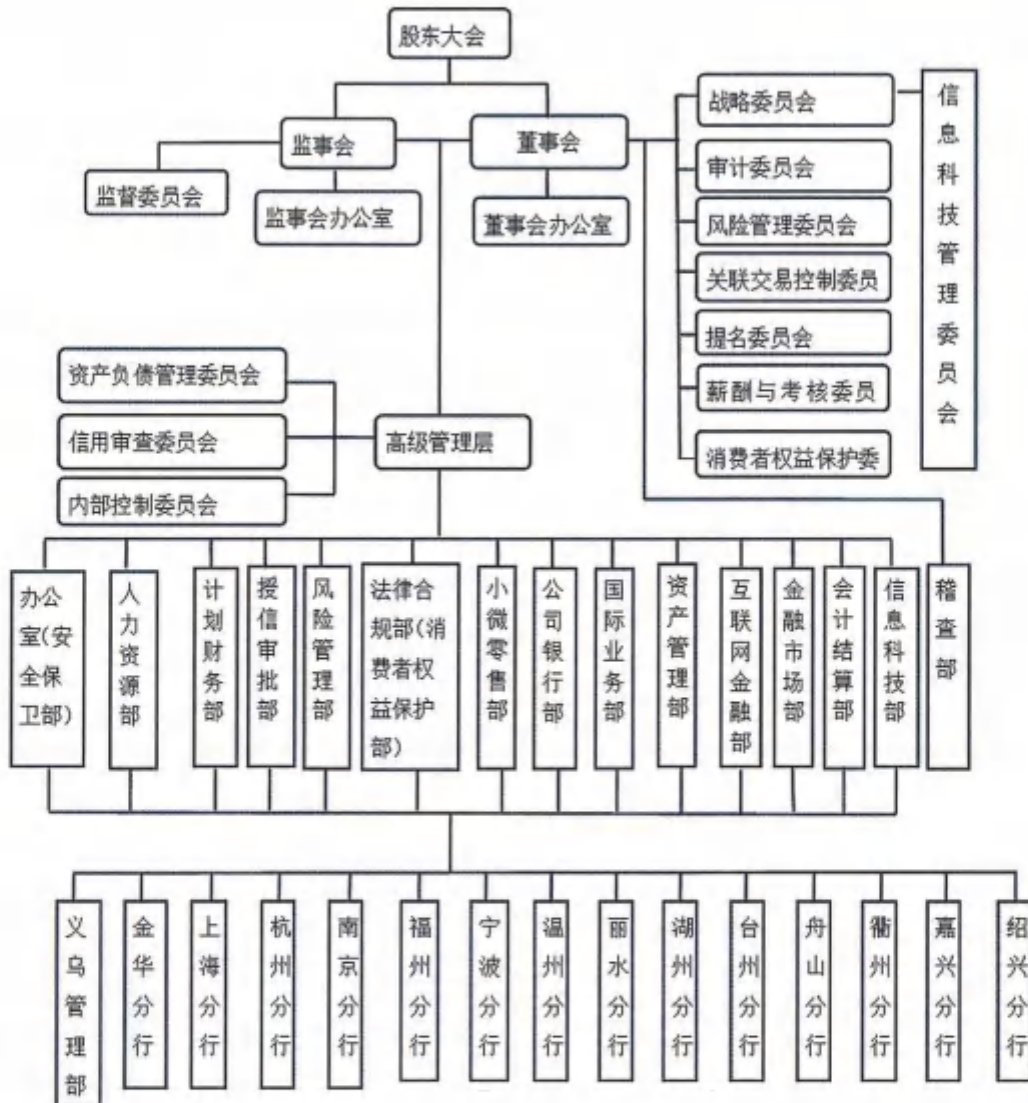 股东大会
监事会
董事会
监督委员会
监事会办公室
董事会办公室
战略委员会
审计委员会
风险管理委员会
关联交易控制委员
提名委员会
薪酬与考核委员
消费者权益保护委
信息科技管理委员会
资产负债管理委员会
信用审查委员会
内部控制委员会
高级管理层
办公
室(安
全保
卫部)
人力资源部
计划财务部
授信审批部
风险管理部
法律合
规部(消
费者权
益保护
部)
小微零售部
公司银行部
国际业务部
资产管理部
互联网金融部
金融市场部
会计结算部
信息科技部
稽查部
义乌管理部
金华分行
上海分行
杭州分行
南京分行
福州分行
宁波分行
温州分行
丽水分行
湖州分行
台州分行
舟山分行
衢州分行
嘉兴分行
绍兴分行